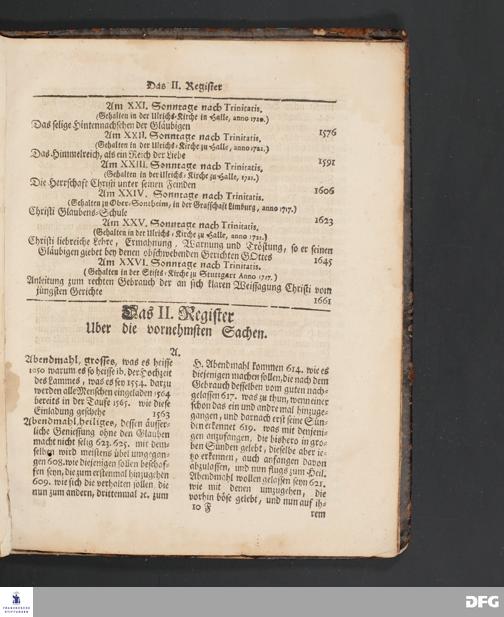 Das II. Register
Am XXI. Sonntage nach Trinitatis.
(Gehalten in der Ulrichs-Kirche in Halle, anno 1720.)
Das selige Hintennachsehen der Gläubigen 1576
Am XXII. Sonntage nach Trinitatis,
(Gehalten in der Ulrichs-Kirche zu Halle, anno 1721.)
Das Himmelreich, als ein Reich der Liebe 1591
Am XXIII. Sonntage nach Trinitatis,
(Gehalten in der Ulrichs-Kirche zu Halle, 1721.)
Die Herrschaft Christi unter seinen Feinden 1606
Am XXIV. Sonntage nach Trinitatis.
(Gehalten zu Ober-Sontheim, in der Grafschaft Limburg, anno 1717.)
Christi Glaubens-Schule 1623
Am XXV. Sonntage nach Trinitatis,
(Gehalten in der Ulrichs-Kirche zu Halle, anno 1721.)
Christi liebreiche Lehre, Ermahnung, Warnung und Tröstung, so er seinen
Gläubigen giebet bey denen obschwebenden Gerichten GOttes 1645
Am XXVI. Sonntage nach Trinitatis.
(Gehalten in der Stifts-Kirche zu Stuttgart Anno 1717.)
Anleitung zum rechten Gebrauch der an sich klaren Weissagung Christi vom
jüngsten Gerichte 1661
Das II. Register
Uber die vornehmsten Sachen.
A.
Abendmahl, grosses, was es heisse
1050 warum es so heisse ib. der Hochzeit
des Lammes, was es sey 1554. darzu
werden alle Menschen eingeladen 1564
bereits in der Taufe 1565. wie diese
Einladung geschehe 1563
Abendmahl, heiliges, dessen äusser-
liche Geniessung ohne den Glauben
macht nicht selig 623. 625. mit dem-
selben wird meistens übel umgegan-
gen 608. wie diejenigen sollen beschaf-
fen seyn, die zum erstenmal hinzugehen
609. wie sich die verhalten sollen, die
nun zum andern, drittenmal ꝛc. zum
H. Abendmahl kommen 614. wie es
diejenigen machen sollen, die nach dem
Gebrauch desselben vom guten nach-
gelassen 617. was zu thun, wenn einer
schon das ein und andre mal hinzuge-
gangen, und darnach erst seine Sün-
den erkennet 619. was mit denjeni-
gen anzufangen, die bishero in gro-
ben Sünden gelebt, dieselbe aber ie-
tzo erkennen, auch anfangen davon
abzulassen, und nun flugs zum Heil.
Abendmahl wollen gelassen seyn 621.
wie mit denen umzugehen, die
vorhin böse gelebt, und nun auf ih-
10 F rem
FRANCKESCHE
STIFTUNGEN
DFG